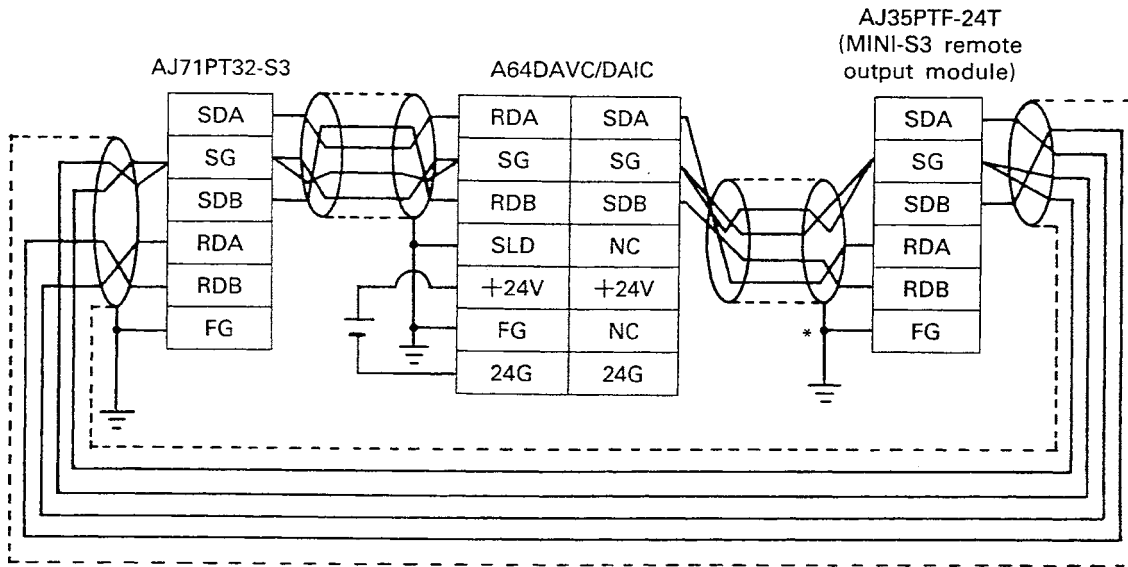 AJ35PTF-24T
(MINI-S3 remote
output module)
AJ71PT32-S3
A64DAVC/DAIC
SDA
SG
SDB
RDA
RDB
FG
RDA SDA
SG SG
RDB SDB
SLD NC
+24V +24V
FG NC
24G 24G
SDA
SG
SDB
RDA
RDB
* FG